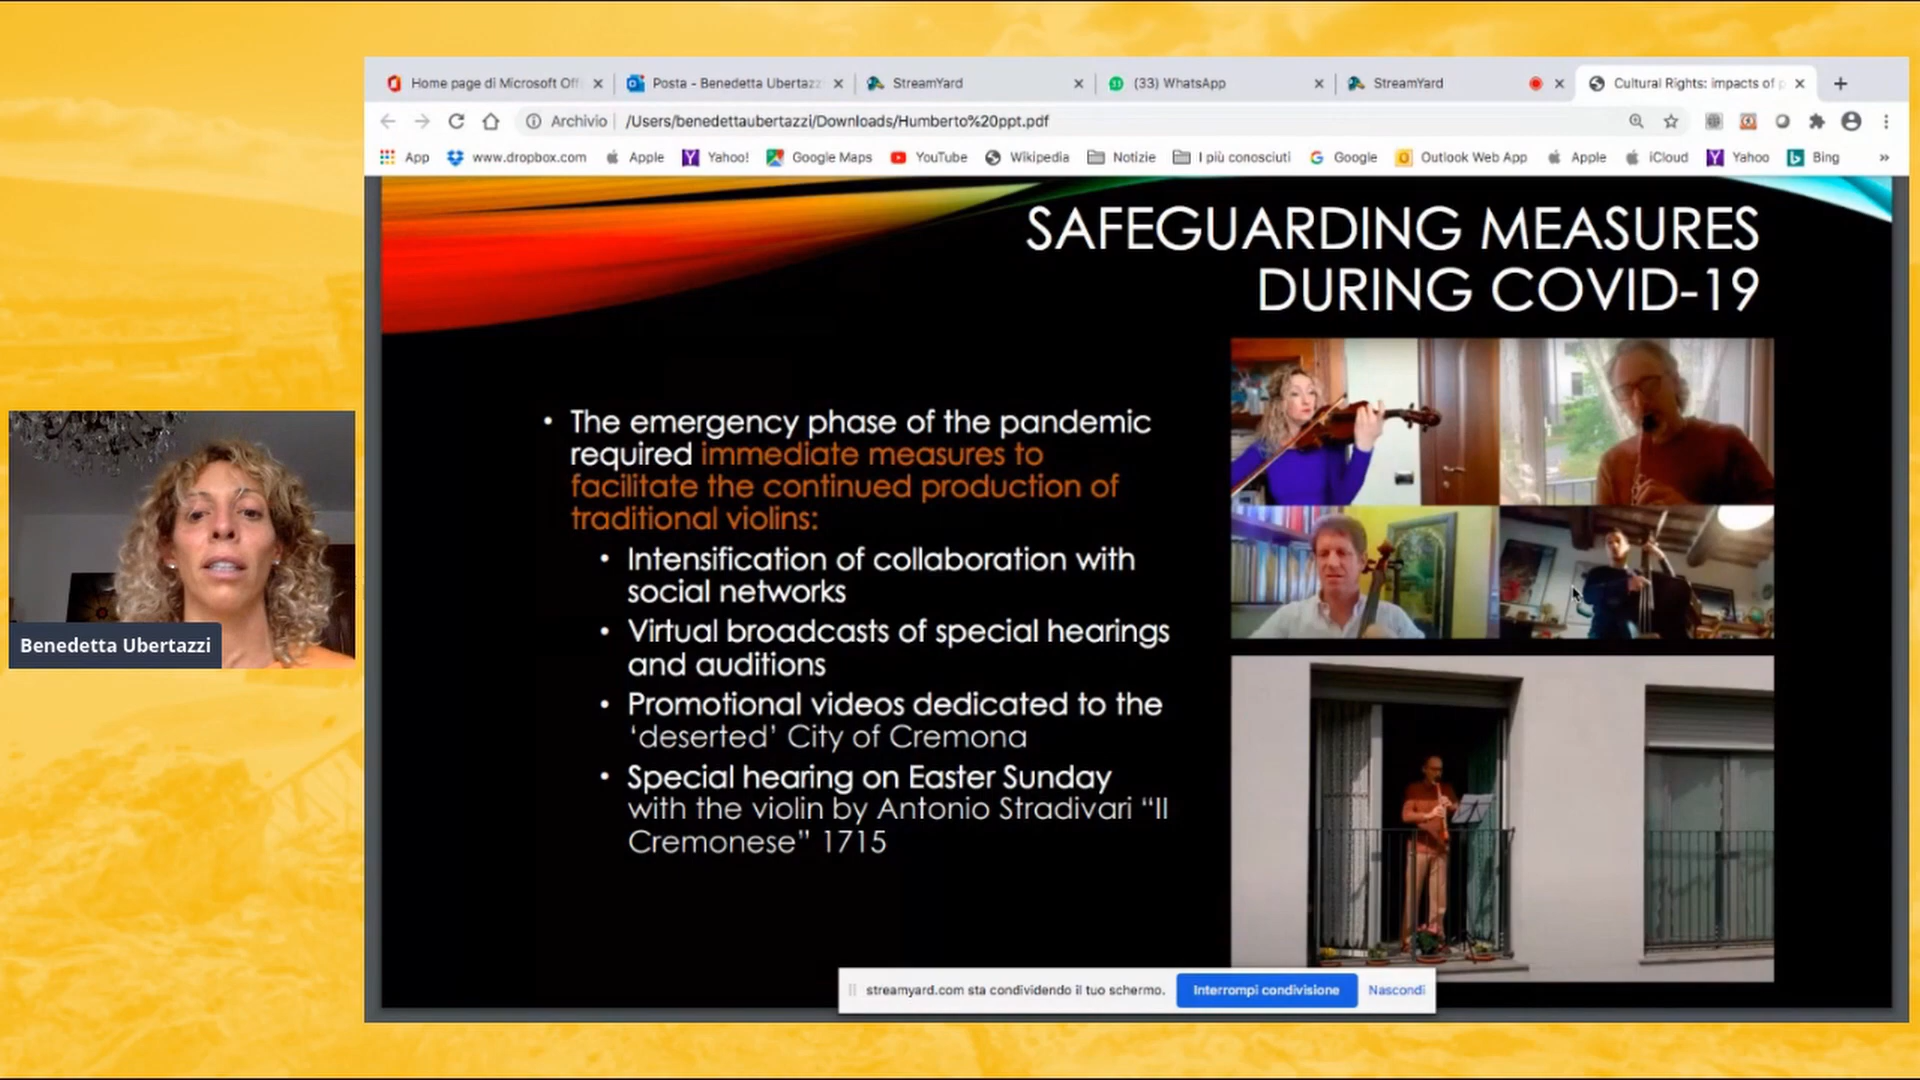 Home page di Microsoft Off
Posta - Benedetta Ubertazz
StreamYard
(33) WhatsApp
StreamYard
Cultural Rights: impacts of p
Archivio
/Users/benedettaubertazzi/Downloads/Humberto%20ppt.pdf
App
www.dropbox.com
Apple
Yahoo!
Google Maps
YouTube
Wikipedia
Notizie
I più conosciuti
Google
Outlook Web App
Apple
iCloud
Yahoo
Bing
SAFEGUARDING MEASURES
DURING COVID-19
• The emergency phase of the pandemic
required immediate measures to
facilitate the continued production of
traditional violins:
• Intensification of collaboration with
social networks
• Virtual broadcasts of special hearings
and auditions
• Promotional videos dedicated to the
‘deserted’ City of Cremona
• Special hearing on Easter Sunday
with the violin by Antonio Stradivari “Il
Cremonese” 1715
Benedetta Ubertazzi
streamyard.com sta condividendo il tuo schermo.
Interrompi condivisione
Nascondi